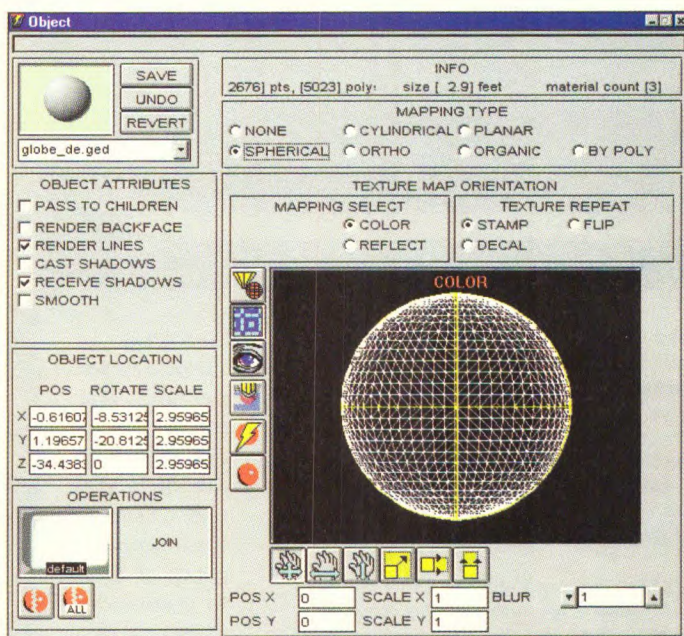 Object
SAVE
UNDO
REVERT
globe_de.ged
INFO
2676] pts, [5023] poly: size [ 2.9] feet material count [3]
MAPPING TYPE
NONE CYLINDRICAL PLANAR
SPHERICAL ORTHO ORGANIC BY POLY
OBJECT ATTRIBUTES
PASS TO CHILDREN
RENDER BACKFACE
RENDER LINES
CAST SHADOWS
RECEIVE SHADOWS
SMOOTH
TEXTURE MAP ORIENTATION
MAPPING SELECT
COLOR
REFLECT
TEXTURE REPEAT
STAMP FLIP
DECAL
COLOR
OBJECT LOCATION
POS ROTATE SCALE
X -0.61607 -8.53125 2.95965
Y 1.19657 -20.8125 2.95965
Z -34.4383 0 2.95965
OPERATIONS
default
JOIN
ALL
POS X 0 SCALE X 1 BLUR 1
POS Y 0 SCALE Y 1